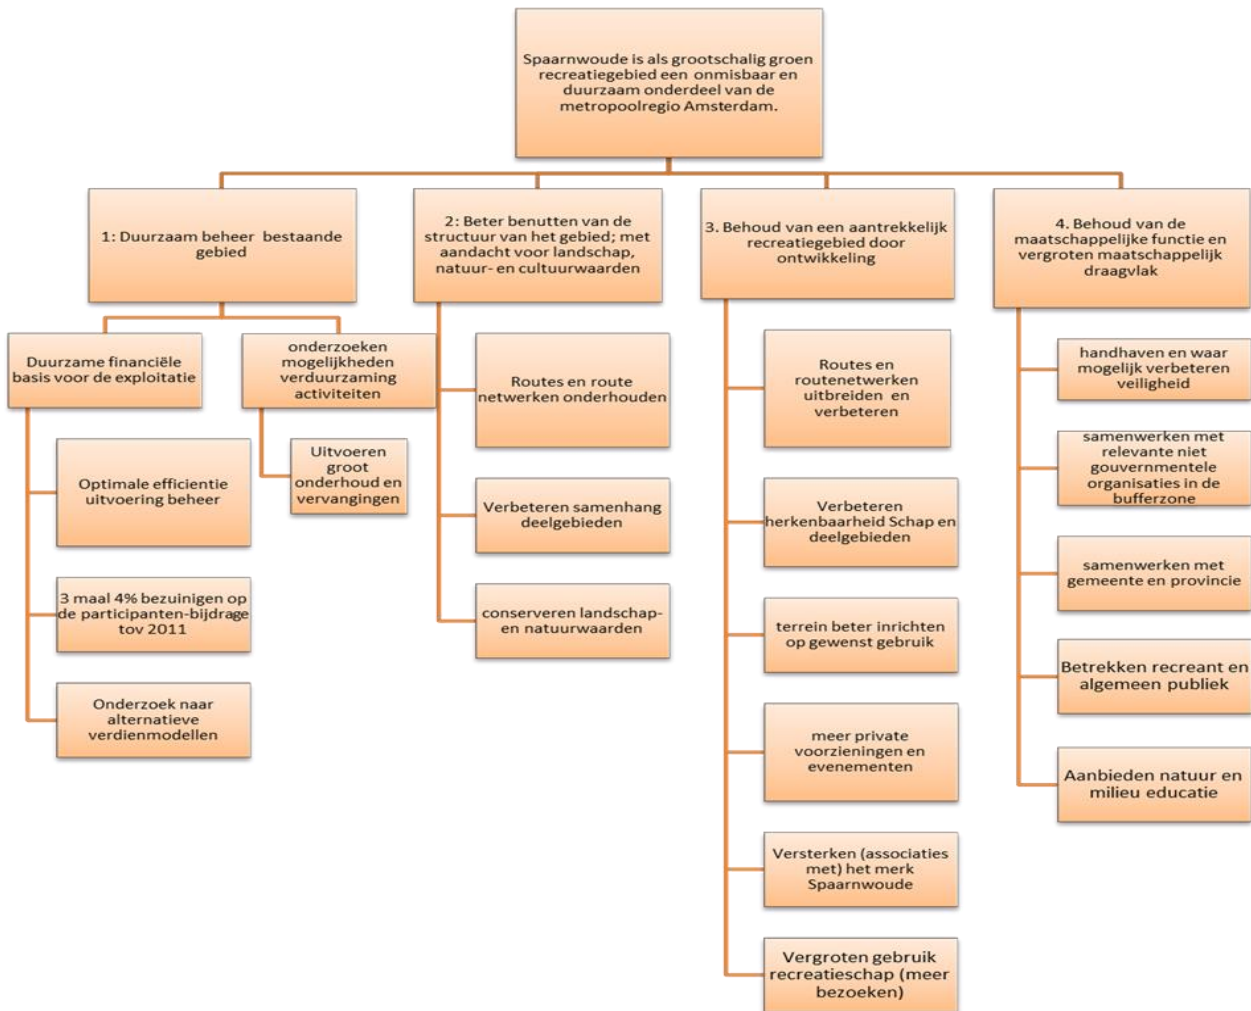 Spaarnwoude is als grootschalig groen
recreatiegebied een onmisbaar en
duurzaam onderdeel van de
metropoolregio Amsterdam.
1: Duurzaam beheer bestaande
gebied
Duurzame financiële
basis voor de exploitatie
Optimale efficientie
uitvoering beheer
3 maal 4% bezuinigen op
de participanten-bijdrage
tov 2011
Onderzoek naar
alternatieve
verdienmodellen
onderzoeken
mogelijkheden
verduurzaming
activiteiten
Uitvoeren
groot
onderhoud en
vervangingen
2: Beter benutten van de
structuur van het gebied; met
aandacht voor landschap,
natuur- en cultuurwaarden
Routes en route
netwerken onderhouden
Verbeteren samenhang
deelgebieden
conserveren landschap-
en natuurwaarden
3. Behoud van een aantrekkelijk
recreatiegebied door
ontwikkeling
Routes en
routenetwerken
uitbreiden en
verbeteren
Verbeteren
herkenbaarheid Schap en
deelgebieden
terrein beter inrichten
op gewenst gebruik
meer private
voorzieningen en
evenementen
Versterken (associaties
met) het merk
Spaarnwoude
Vergroten gebruik
recreatieschap (meer
bezoeken)
4. Behoud van de
maatschappelijke functie en
vergroten maatschappelijk
draagvlak
handhaven en waar
mogelijk verbeteren
veiligheid
samenwerken met
relevante niet
gouvernmentele
organisaties in de
bufferzone
samenwerken met
gemeente en provincie
Betrekken recreant en
algemeen publiek
Aanbieden natuur en
milieu educatie